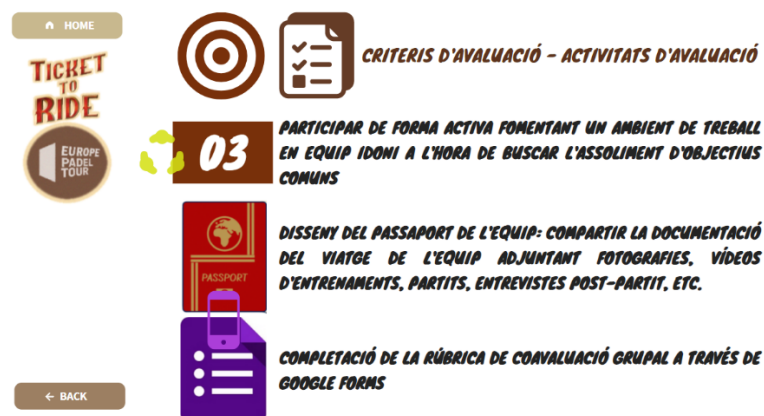 HOME
TICKET
TO
RIDE
EUROPE
PADEL
TOUR
CRITERIS D'AVALUACIÓ - ACTIVITATS D'AVALUACIÓ
03
PARTICIPAR DE FORMA ACTIVA FOMENTANT UN AMBIENT DE TREBALL
EN EQUIP IDONI A L'HORA DE BUSCAR L'ASSOLIMENT D'OBJECTIUS
COMUNS
PASSPORT
DISSENY DEL PASSAPORT DE L'EQUIP: COMPARTIR LA DOCUMENTACIÓ
DEL VIATGE DE L'EQUIP ADJUNTANT FOTOGRAFIES, VÍDEOS
D'ENTRENAMENTS, PARTITS, ENTREVISTES POST-PARTIT, ETC.
COMPLETACIÓ DE LA RÚBRICA DE COAVALUACIÓ GRUPAL A TRAVÉS DE
GOOGLE FORMS
← BACK